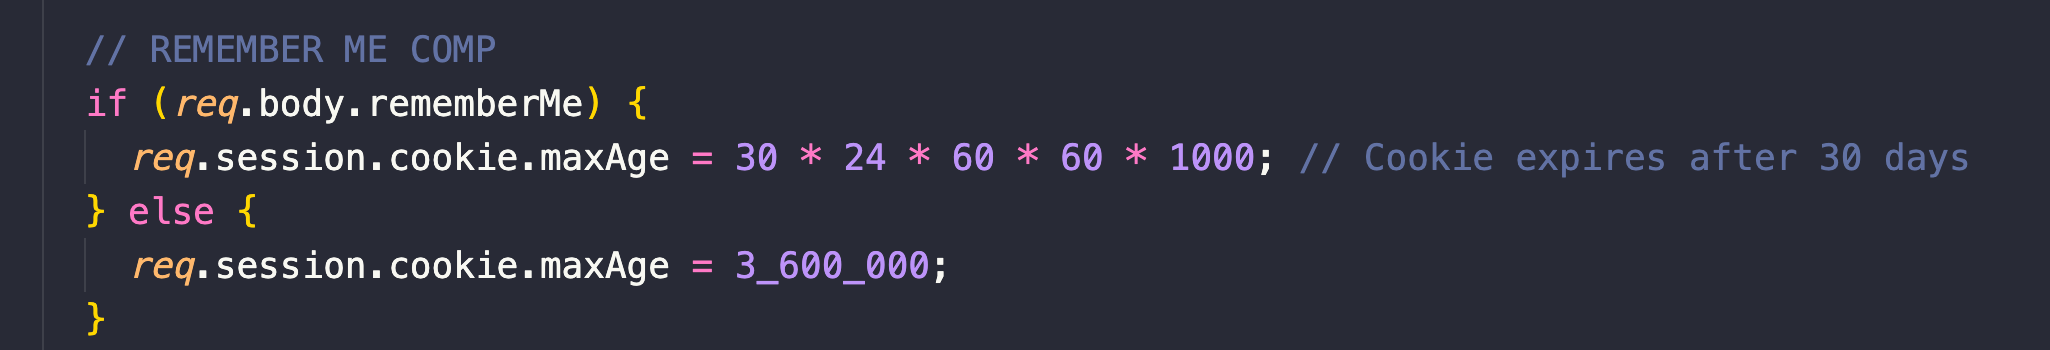 // REMEMBER ME COMP
if (req.body.rememberMe) {
  req.session.cookie.maxAge = 30 * 24 * 60 * 60 * 1000; // Cookie expires after 30 days
} else {
  req.session.cookie.maxAge = 3_600_000;
}